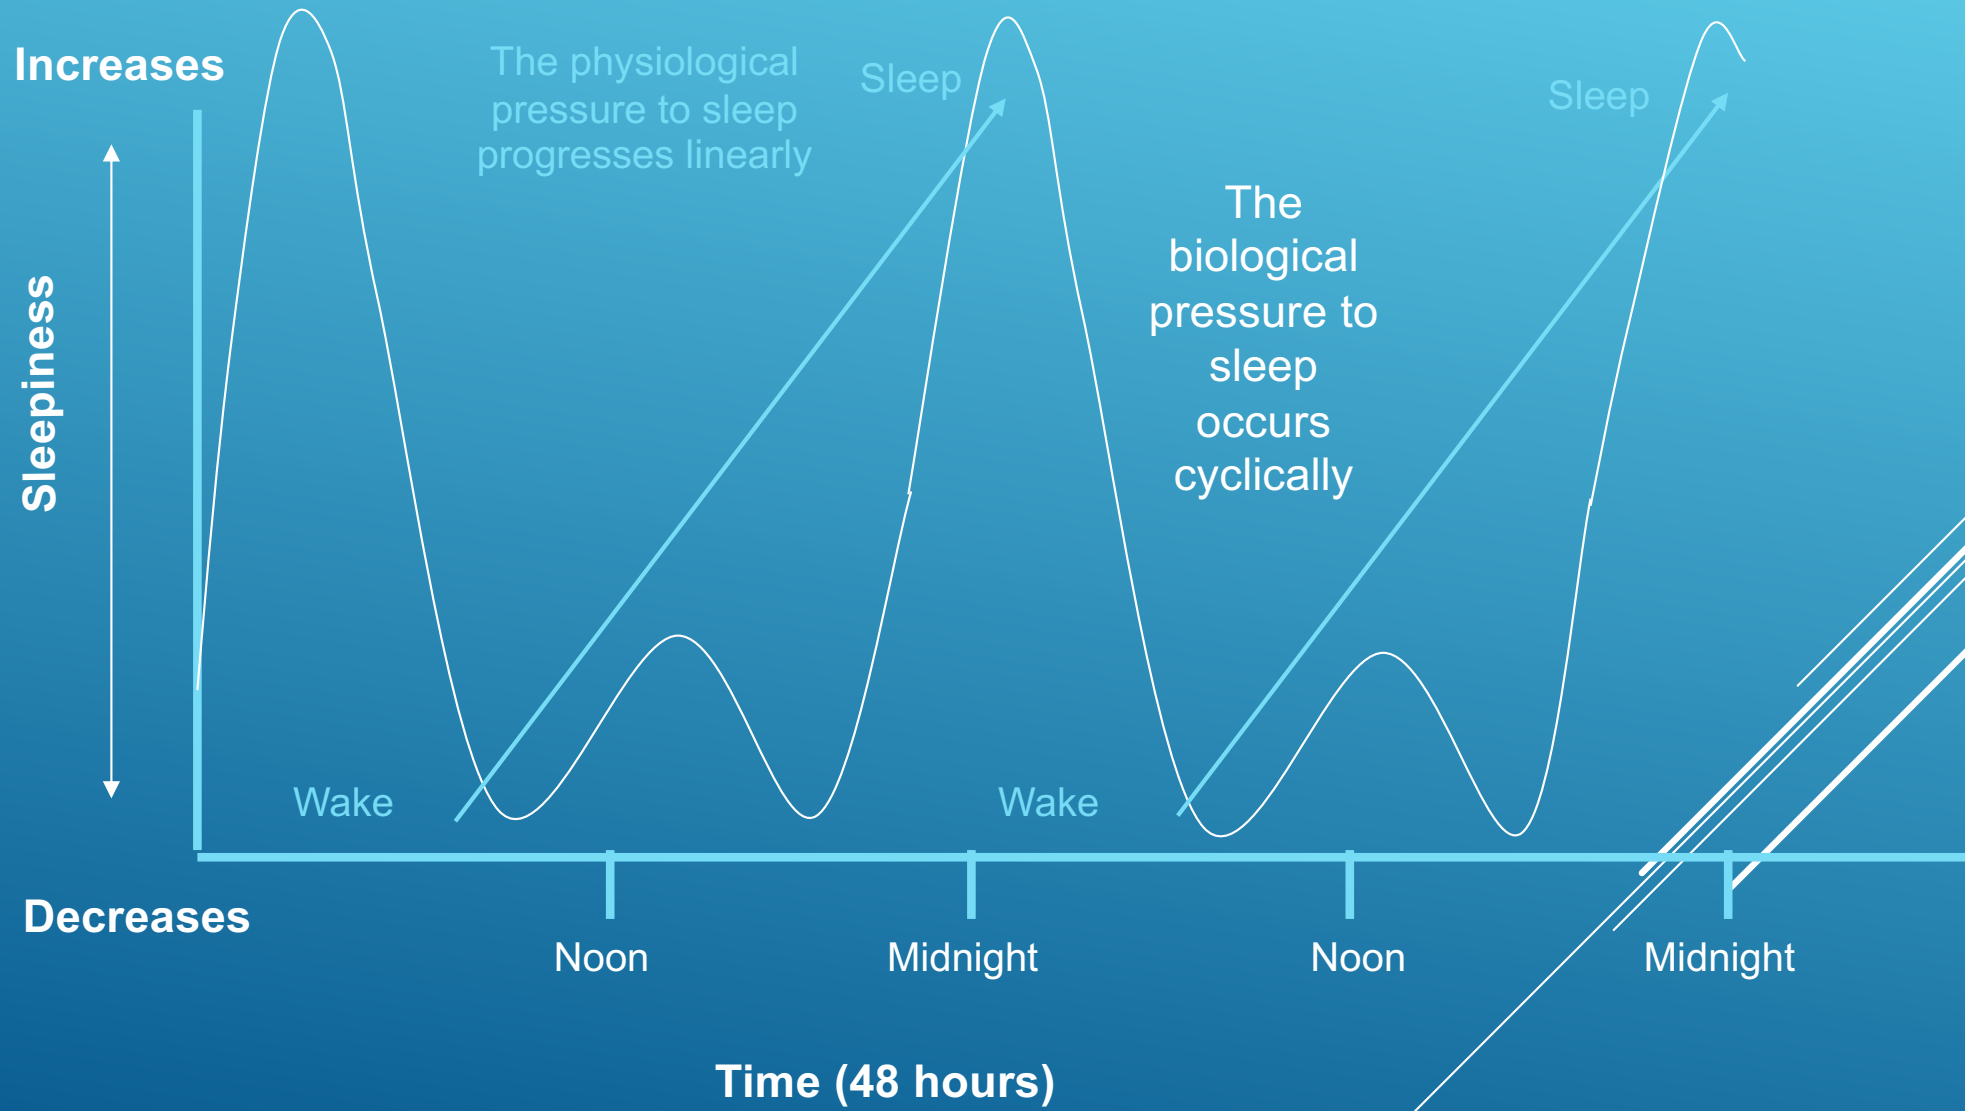 Increases
The physiological
pressure to sleep
progresses linearly
Sleep
Sleep
The
biological
pressure to
sleep
occurs
cyclically
Sleepiness
Wake
Wake
Decreases
Noon
Midnight
Noon
Midnight
Time (48 hours)